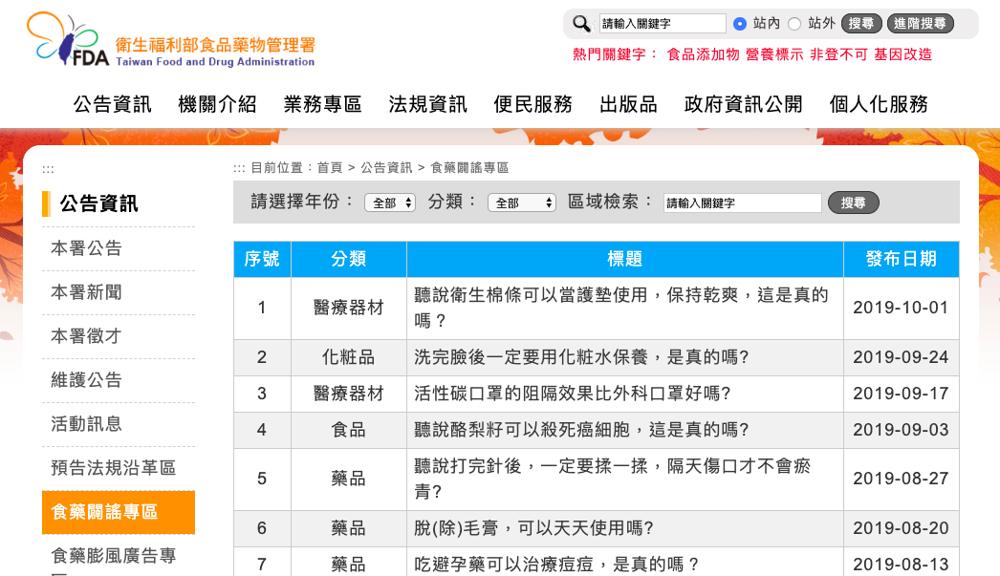 FDA
衛生福利部食品藥物管理署
Taiwan Food and Drug Administration
請輸入關鍵字 站內 站外 搜尋 進階搜尋
熱門關鍵字： 食品添加物 營養標示 非登不可 基因改造
公告資訊 機關介紹 業務專區 法規資訊 便民服務 出版品 政府資訊公開 個人化服務
:::
公告資訊
本署公告
本署新聞
本署徵才
維護公告
活動訊息
預告法規沿革區
食藥闢謠專區
食藥膨風廣告專
::: 目前位置：首頁 > 公告資訊 > 食藥闢謠專區
請選擇年份： 全部 分類： 全部 區域檢索： 請輸入關鍵字 搜尋
序號 分類 標題 發布日期
1 醫療器材 聽說衛生棉條可以當護墊使用，保持乾爽，這是真的
嗎？ 2019-10-01
2 化粧品 洗完臉後一定要用化粧水保養，是真的嗎? 2019-09-24
3 醫療器材 活性碳口罩的阻隔效果比外科口罩好嗎? 2019-09-17
4 食品 聽說酪梨籽可以殺死癌細胞，這是真的嗎? 2019-09-03
5 藥品 聽說打完針後，一定要揉一揉，隔天傷口才不會瘀
青? 2019-08-27
6 藥品 脫(除)毛膏，可以天天使用嗎? 2019-08-20
7 藥品 吃避孕藥可以治療痘痘，是真的嗎？ 2019-08-13